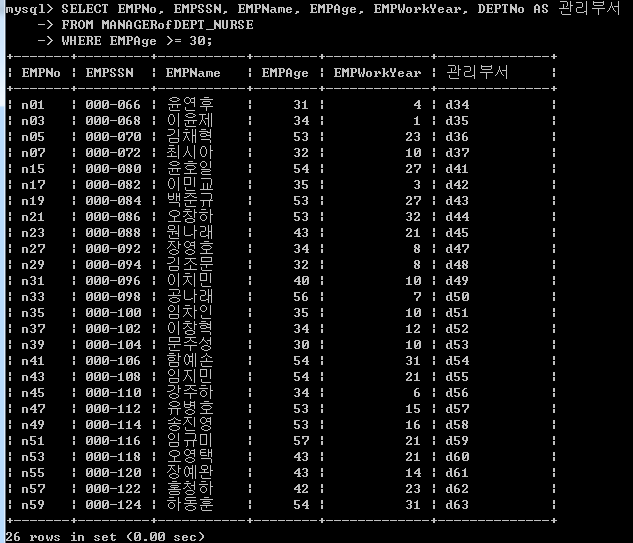 mysql> SELECT EMPNo, EMPSSN, EMPName, EMPAge, EMPWorkYear, DEPTNo AS 관리부서
-> FROM MANAGERofDEPT_NURSE
-> WHERE EMPAge >= 30;
+-------+---------+---------+--------+-------------+----------+
| EMPNo | EMPSSN | EMPName | EMPAge | EMPWorkYear | 관리부서 |
+-------+---------+---------+--------+-------------+----------+
| n01 | 000-066 | 윤연후 | 31 | 4 | d34 |
| n03 | 000-068 | 이윤제 | 34 | 1 | d35 |
| n05 | 000-070 | 김채혁 | 53 | 23 | d36 |
| n07 | 000-072 | 최시아 | 32 | 10 | d37 |
| n15 | 000-080 | 윤호일 | 54 | 27 | d41 |
| n17 | 000-082 | 이민교 | 35 | 3 | d42 |
| n19 | 000-084 | 백준규 | 53 | 27 | d43 |
| n21 | 000-086 | 오창하 | 53 | 32 | d44 |
| n23 | 000-088 | 원나래 | 43 | 21 | d45 |
| n27 | 000-092 | 장영호 | 34 | 8 | d47 |
| n29 | 000-094 | 김조문 | 32 | 8 | d48 |
| n31 | 000-096 | 이치민 | 40 | 10 | d49 |
| n33 | 000-098 | 공나래 | 56 | 7 | d50 |
| n35 | 000-100 | 임차인 | 35 | 10 | d51 |
| n37 | 000-102 | 이창혁 | 34 | 12 | d52 |
| n39 | 000-104 | 문주성 | 30 | 10 | d53 |
| n41 | 000-106 | 함예손 | 54 | 31 | d54 |
| n43 | 000-108 | 임지민 | 54 | 21 | d55 |
| n45 | 000-110 | 강주하 | 34 | 6 | d56 |
| n47 | 000-112 | 유병호 | 53 | 15 | d57 |
| n49 | 000-114 | 송진영 | 53 | 16 | d58 |
| n51 | 000-116 | 임규미 | 57 | 21 | d59 |
| n53 | 000-118 | 오영택 | 43 | 21 | d60 |
| n55 | 000-120 | 장예완 | 43 | 14 | d61 |
| n57 | 000-122 | 홍청하 | 42 | 23 | d62 |
| n59 | 000-124 | 하동훈 | 54 | 31 | d63 |
+-------+---------+---------+--------+-------------+----------+
26 rows in set (0.00 sec)